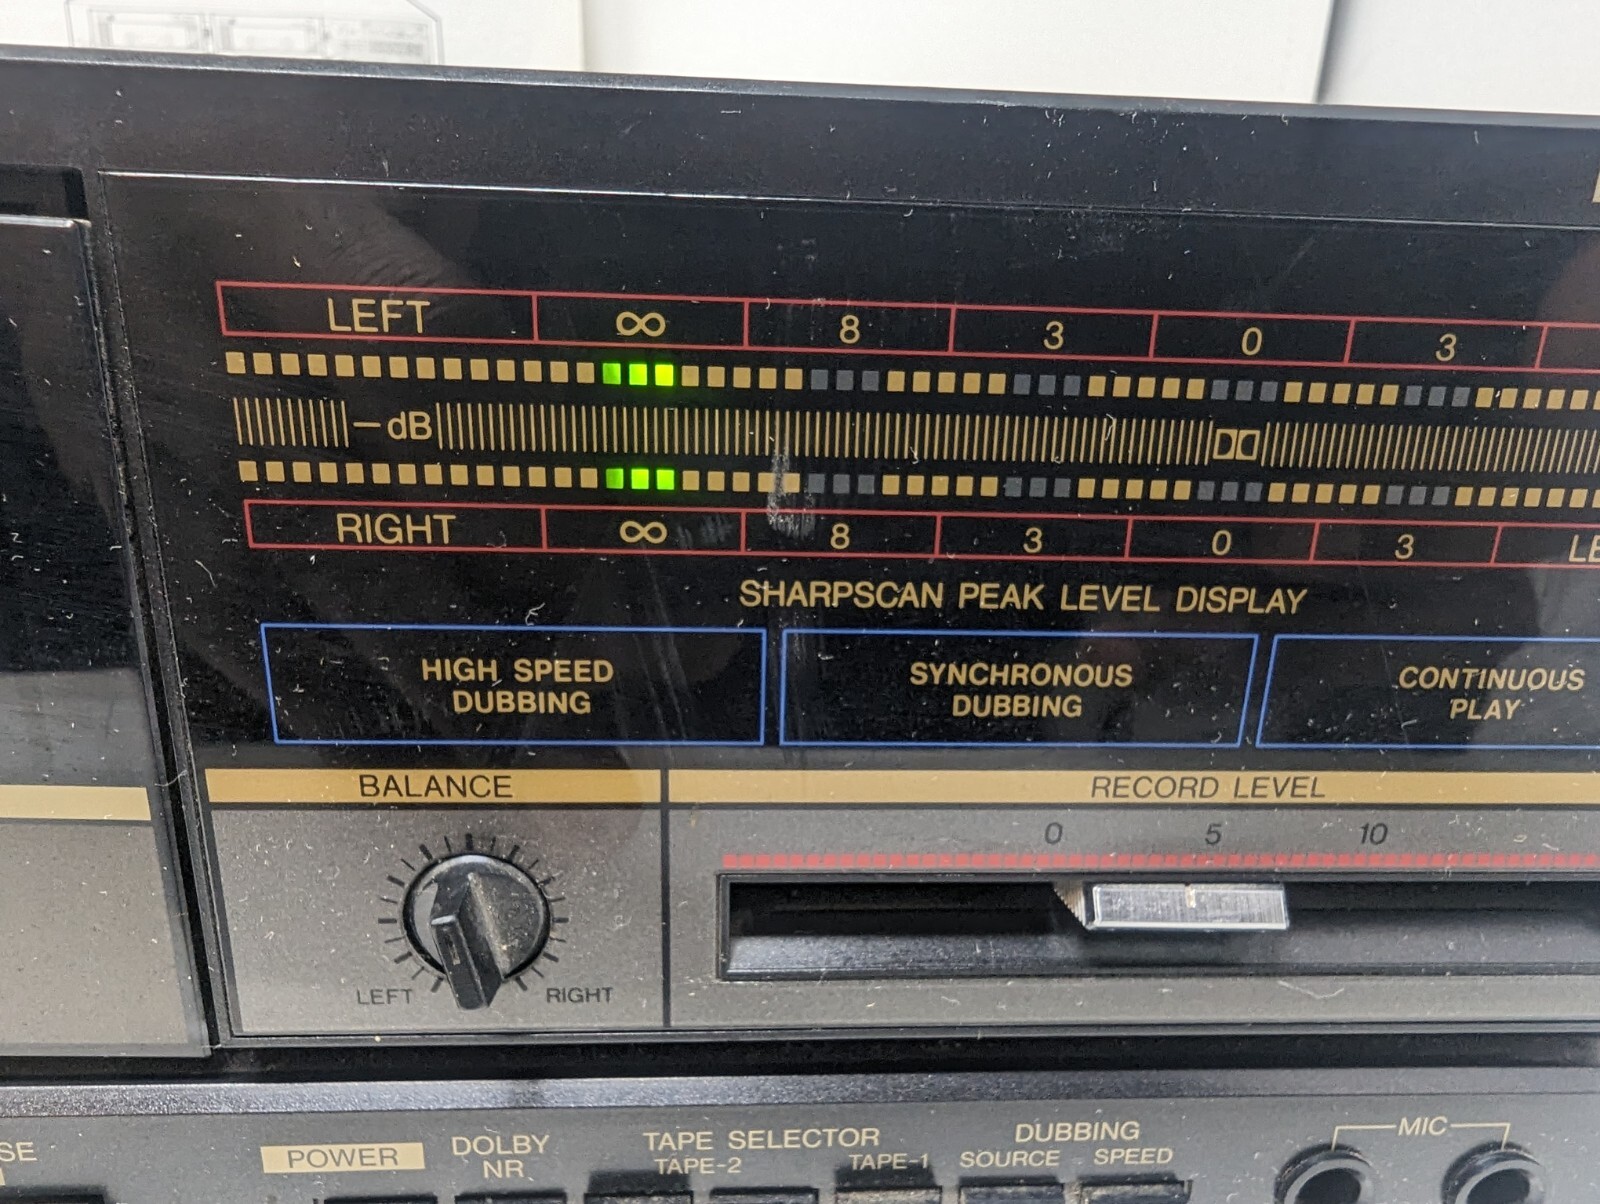 LEFT ∞ 8 3 0 3
-dB
RIGHT ∞ 8 3 0 3 LE
SHARPSCAN PEAK LEVEL DISPLAY
HIGH SPEED
DUBBING
SYNCHRONOUS
DUBBING
CONTINUOUS
PLAY
BALANCE
RECORD LEVEL
0 5 10
LEFT RIGHT
SE
POWER
DOLBY
NR
TAPE SELECTOR
TAPE-2 TAPE-1
DUBBING
SOURCE SPEED
MIC